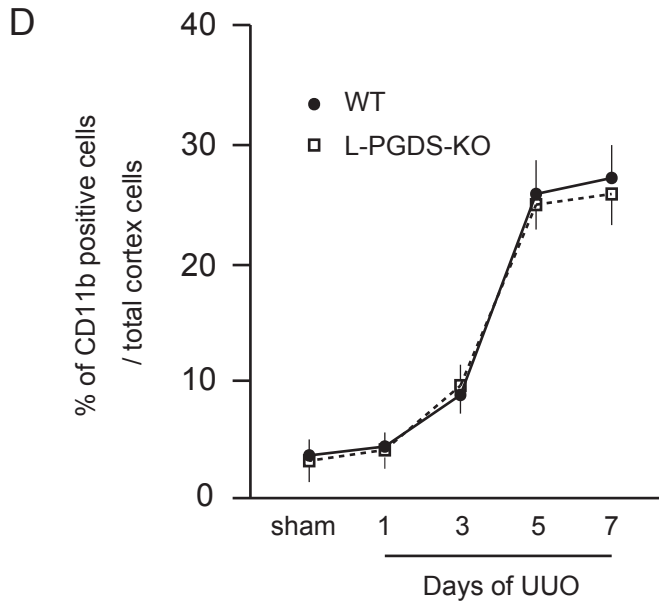 D
% of CD11b positive cells
/ total cortex cells
40
30
20
10
0
WT
L-PGDS-KO
sham 1 3 5 7
Days of UUO